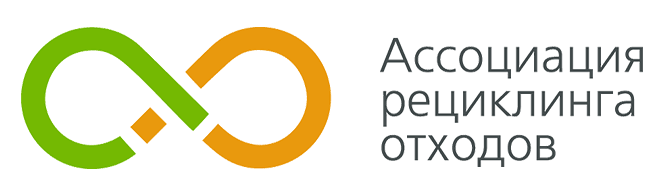 Ассоциация
рециклинга
отходов